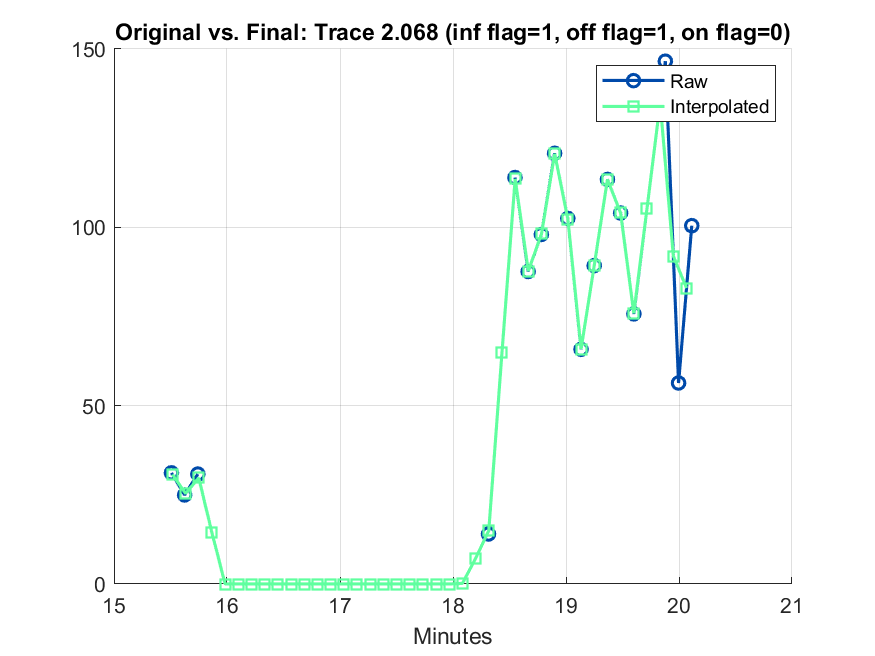 Original vs. Final: Trace 2.068 (inf flag=1, off flag=1, on flag=0)
150
100
50
0
Raw
Interpolated
15 16 17 18 19 20 21
Minutes